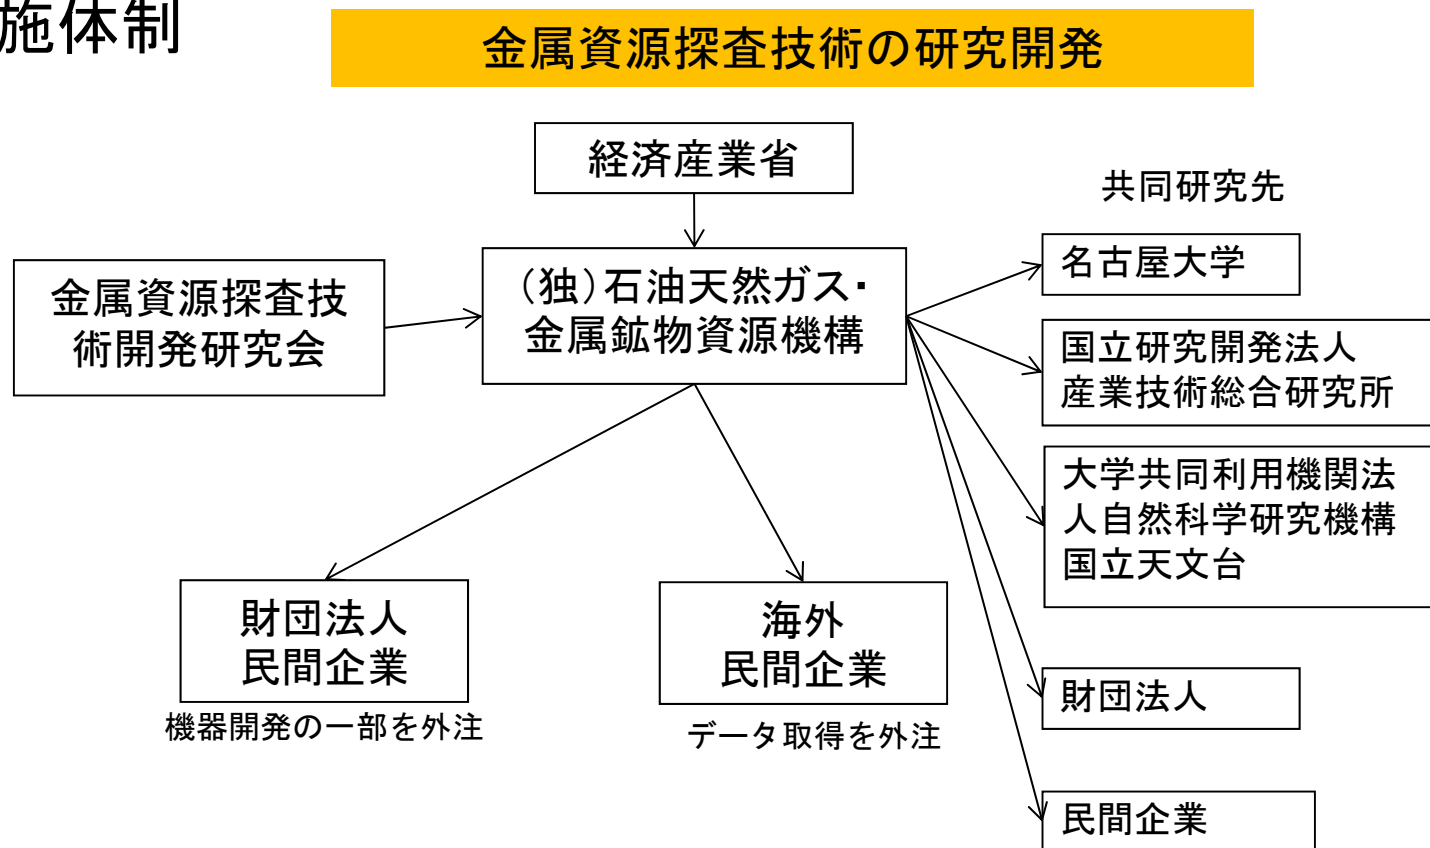 施体制
金属資源探査技術の研究開発
経済産業省
共同研究先
金属資源探査技
術開発研究会
（独）石油天然ガス・
金属鉱物資源機構
名古屋大学
国立研究開発法人
産業技術総合研究所
大学共同利用機関法
人自然科学研究機構
国立天文台
財団法人
民間企業
機器開発の一部を外注
海外
民間企業
データ取得を外注
財団法人
民間企業